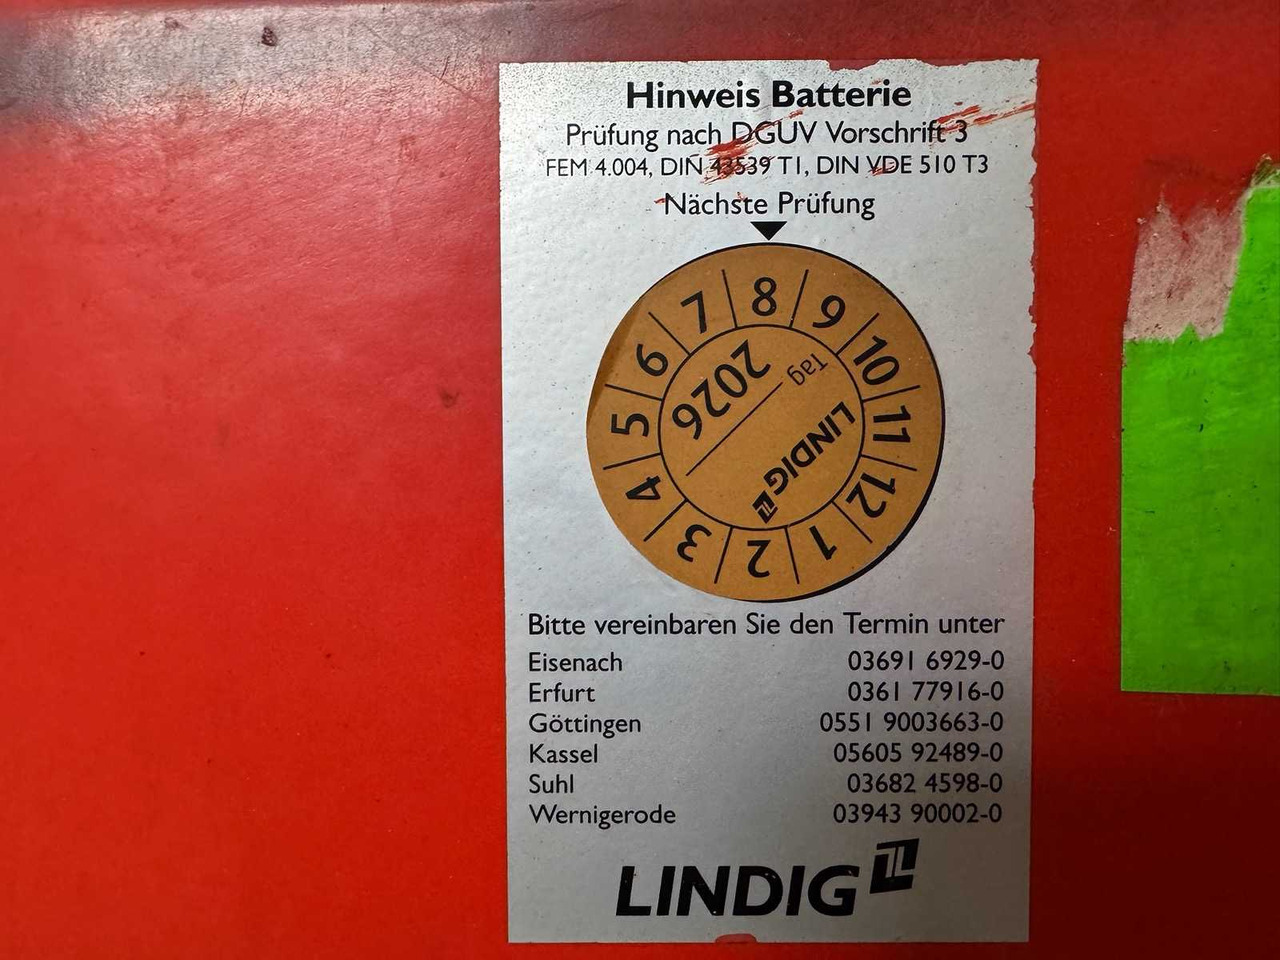 Hinweis Batterie
Prüfung nach DGUV Vorschrift 3
FEM 4.004, DIN 43539 T1, DIN VDE 510 T3
Nächste Prüfung
1 2 3 4 5 6 7 8 9 10 11 12
2026
Tag
LINDIG
Bitte vereinbaren Sie den Termin unter
Eisenach 03691 6929-0
Erfurt 0361 77916-0
Göttingen 0551 9003663-0
Kassel 05605 92489-0
Suhl 03682 4598-0
Wernigerode 03943 90002-0
LINDIG